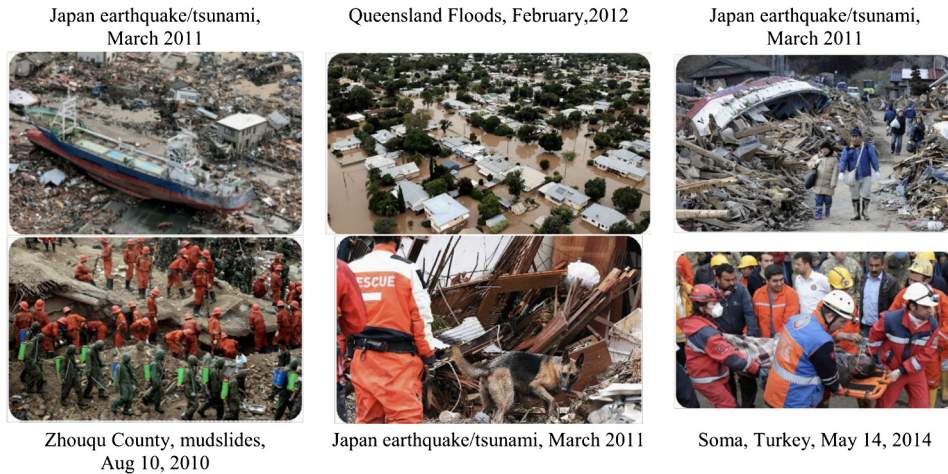 Japan earthquake/tsunami,
March 2011
Queensland Floods, February,2012
Japan earthquake/tsunami,
March 2011
ESCUE
Zhouqu County, mudslides,
Aug 10, 2010
Japan earthquake/tsunami, March 2011
Soma, Turkey, May 14, 2014